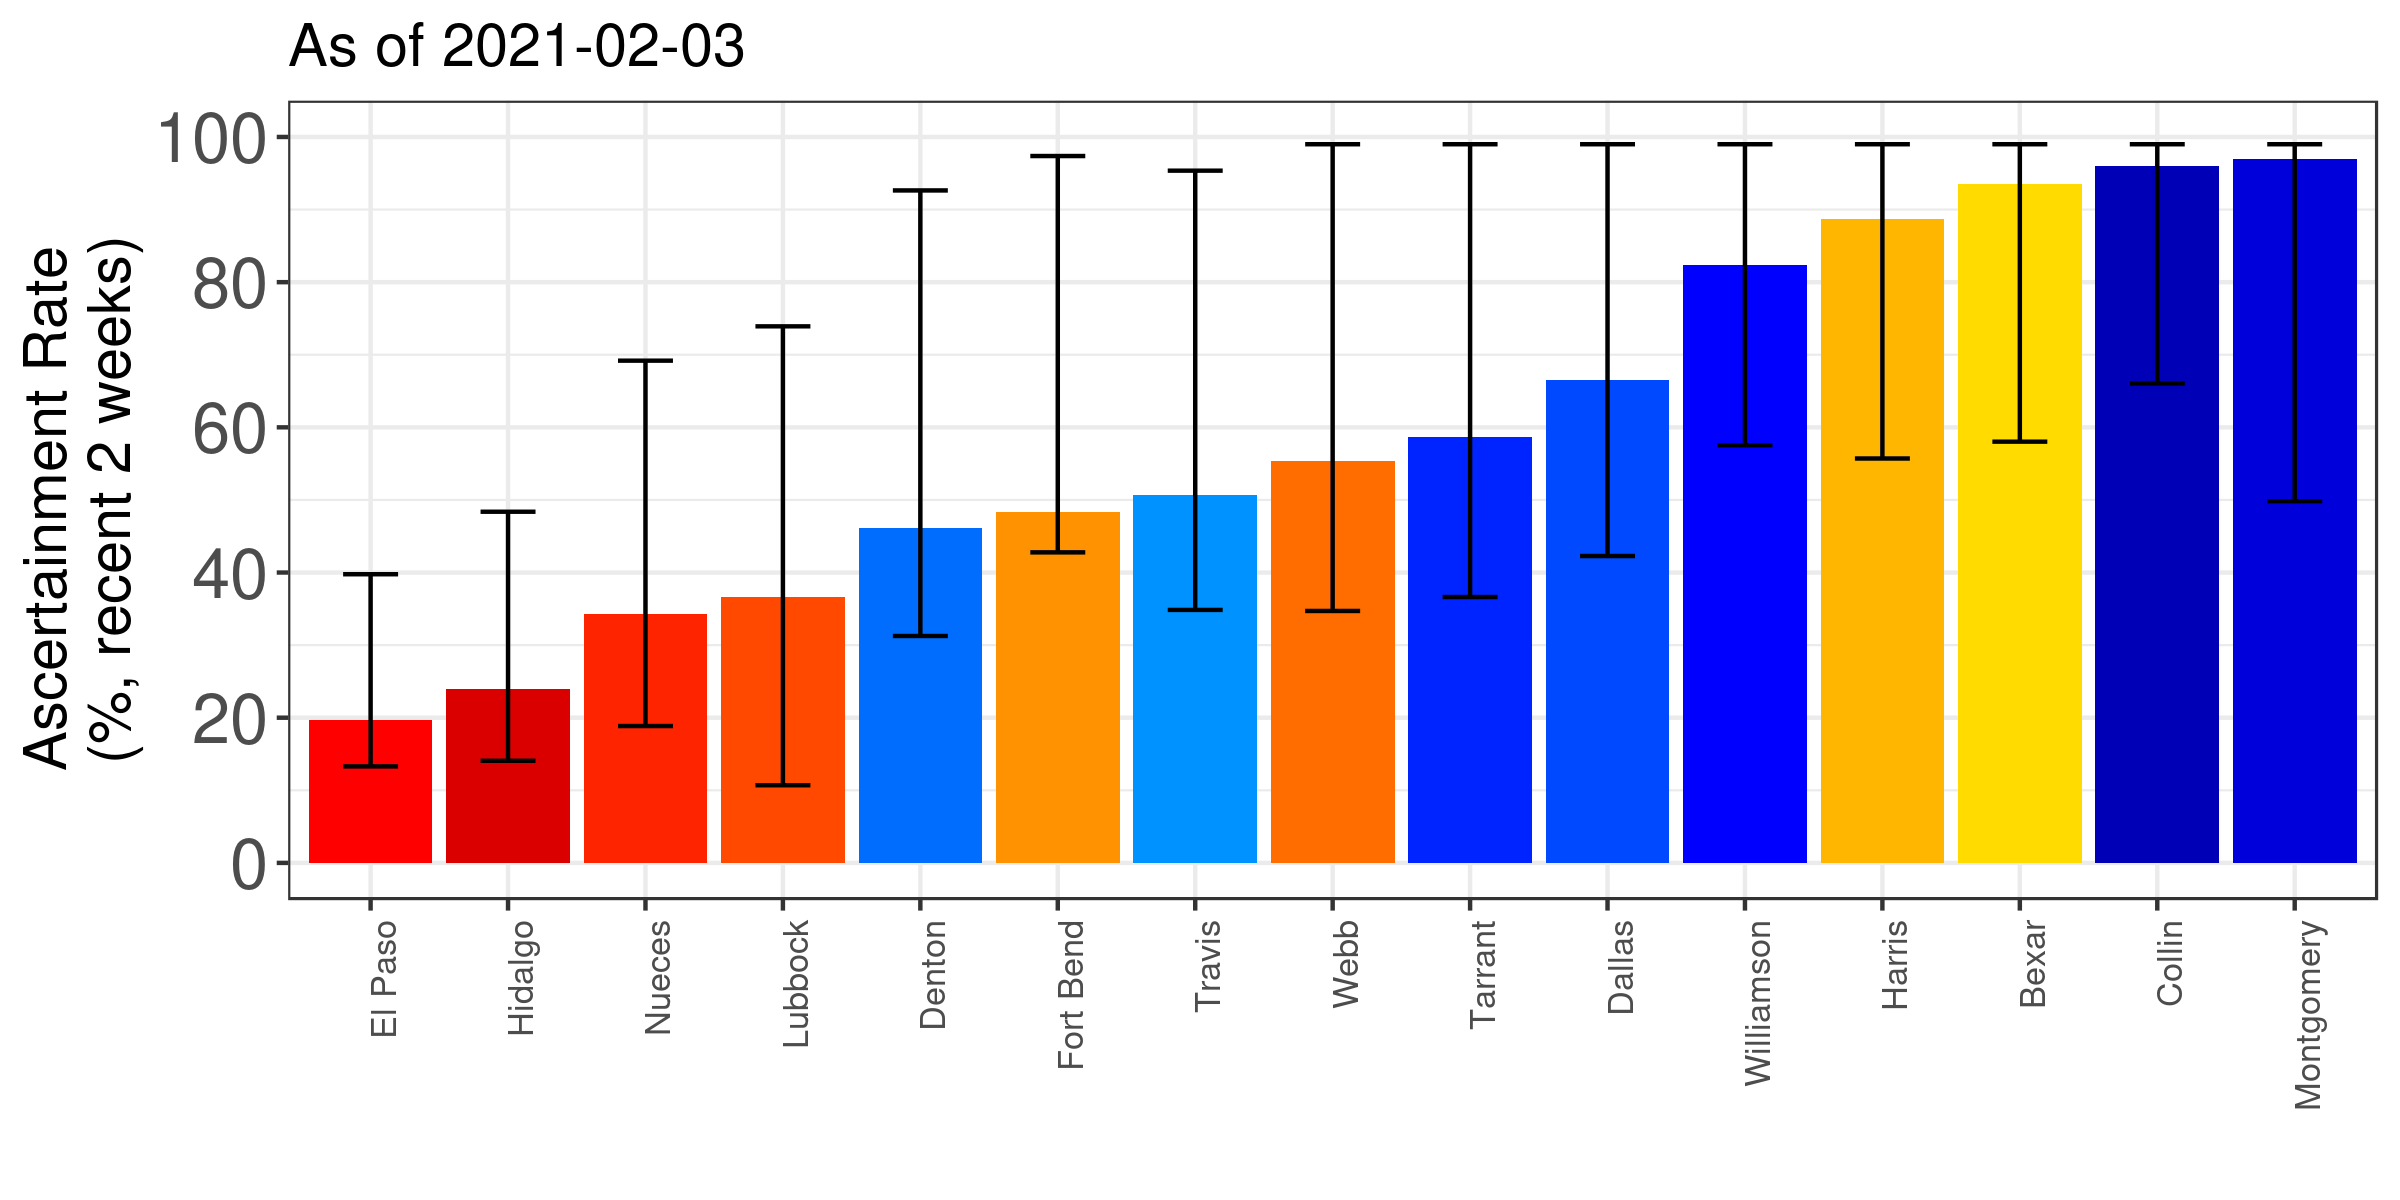 As of 2021-02-03
Ascertainment Rate
(%, recent 2 weeks)
100
80
60
40
20
0
El Paso
Hidalgo
Nueces
Lubbock
Denton
Fort Bend
Travis
Webb
Tarrant
Dallas
Williamson
Harris
Bexar
Collin
Montgomery